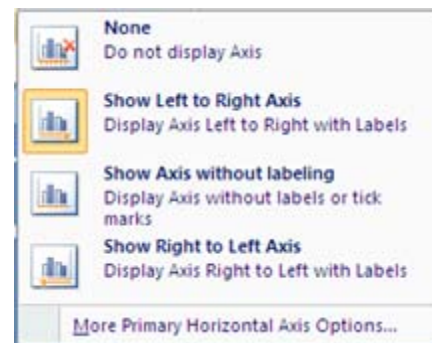 None
Do not display Axis
Show Left to Right Axis
Display Axis Left to Right with Labels
Show Axis without labeling
Display Axis without labels or tick
marks
Show Right to Left Axis
Display Axis Right to Left with Labels
More Primary Horizontal Axis Options...